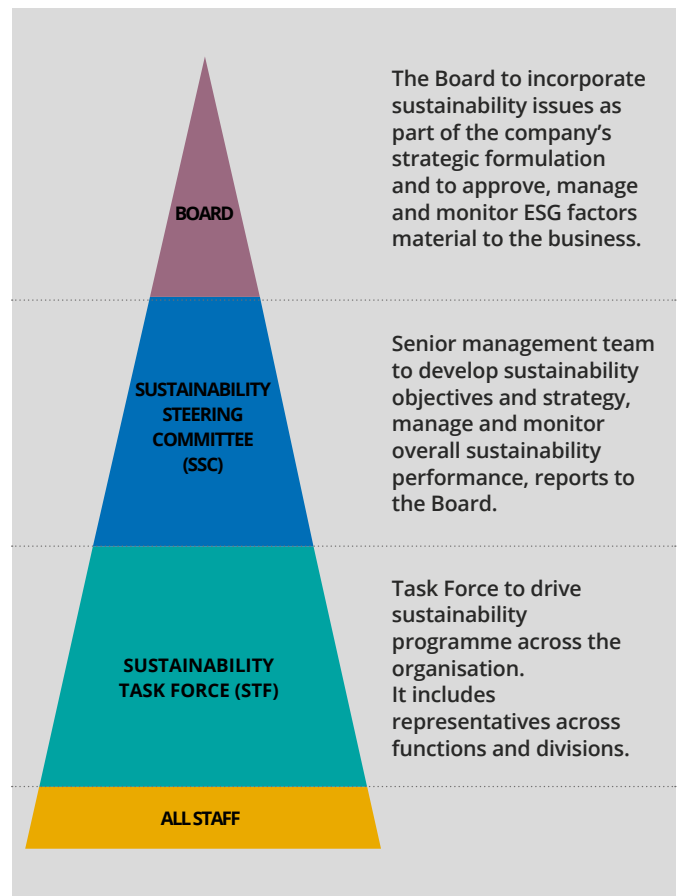 BOARD
The Board to incorporate
sustainability issues as
part of the company’s
strategic formulation
and to approve, manage
and monitor ESG factors
material to the business.
SUSTAINABILITY
STEERING
COMMITTEE
(SSC)
Senior management team
to develop sustainability
objectives and strategy,
manage and monitor
overall sustainability
performance, reports to
the Board.
SUSTAINABILITY
TASK FORCE (STF)
Task Force to drive
sustainability
programme across the
organisation.
It includes
representatives across
functions and divisions.
ALL STAFF